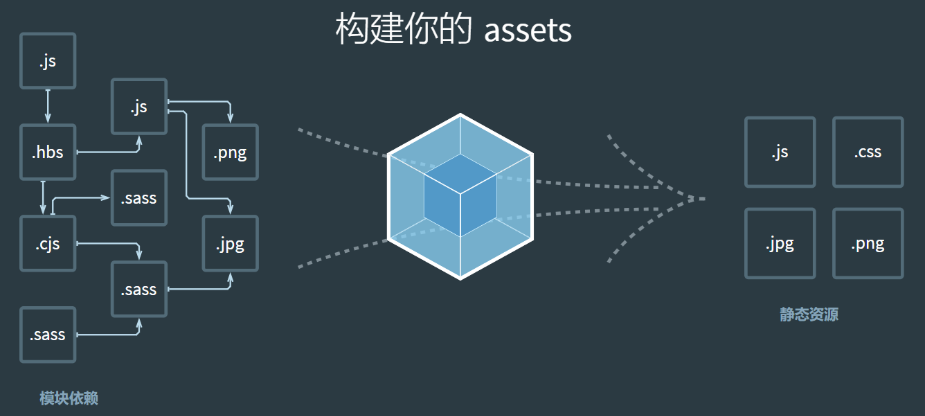 构建你的 assets
.js
.js
.hbs
.png
.sass
.cjs
.jpg
.sass
.sass
模块依赖
.js
.css
.jpg
.png
静态资源